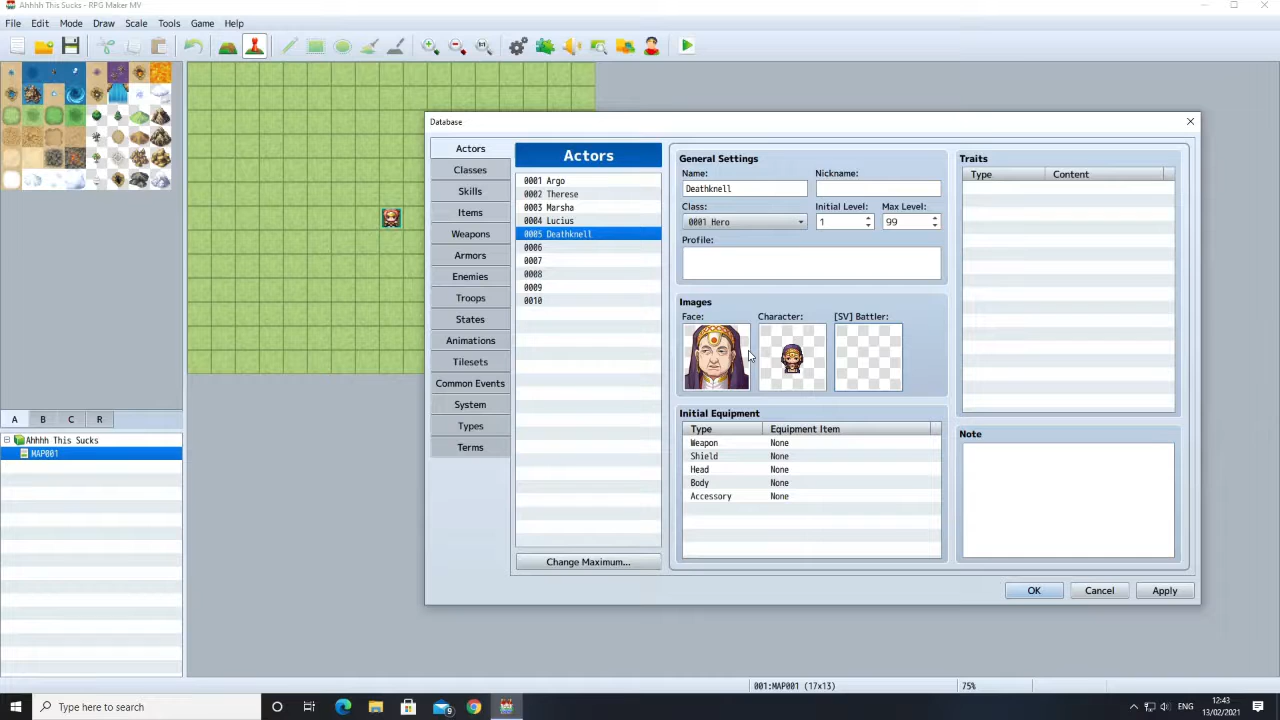 Ahhhh This Sucks - RPG Maker MV
File Edit Mode Draw Scale Tools Game Help
Database
Actors
Classes
Skills
Items
Weapons
Armors
Enemies
Troops
States
Animations
Tilesets
Common Events
System
Types
Terms
Actors
0001 Argo
0002 Therese
0003 Marsha
0004 Lucius
0005 Deathknell
0006
0007
0008
0009
0010
Change Maximum...
General Settings
Name: Nickname:
Deathknell
Class: Initial Level: Max Level:
0001 Hero 1 99
Profile:
Images
Face: Character: [SV] Battler:
Initial Equipment
Type Equipment Item
Weapon None
Shield None
Head None
Body None
Accessory None
Traits
Type Content
Note
OK Cancel Apply
A B C R
Ahhhh This Sucks
MAP001
001:MAP001 (17x13) 75%
Type here to search
9
ENG
12:43
13/02/2021